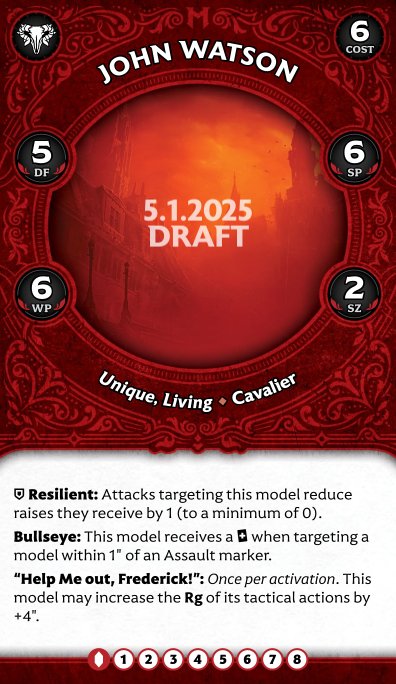 6
COST
JOHN WATSON
5
DF
6
SP
5.1.2025
DRAFT
6
WP
2
SZ
Unique, Living • Cavalier
Resilient: Attacks targeting this model reduce
raises they receive by 1 (to a minimum of 0).
Bullseye: This model receives a when targeting a
model within 1" of an Assault marker.
“Help Me out, Frederick!”: Once per activation. This
model may increase the Rg of its tactical actions by
+4".
1 2 3 4 5 6 7 8